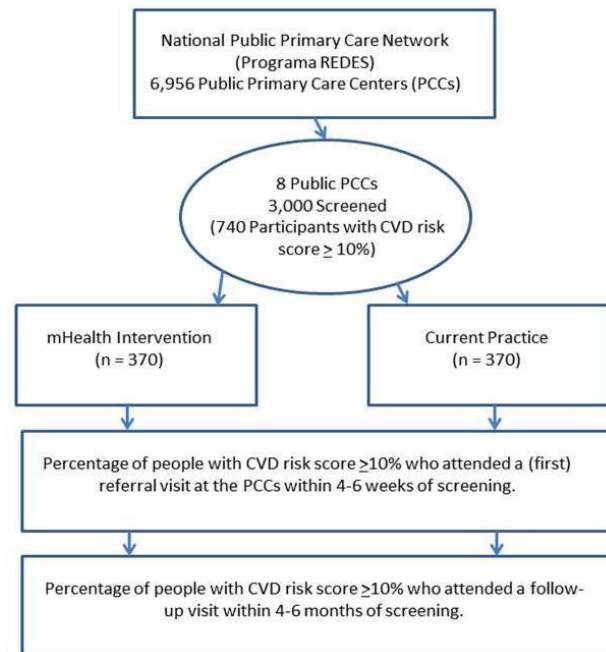 National Public Primary Care Network
(Programa REDES)
6,956 Public Primary Care Centers (PCCs)
8 Public PCCs
3,000 Screened
(740 Participants with CVD risk
score ≥ 10%)
mHealth Intervention
(n = 370)
Current Practice
(n = 370)
Percentage of people with CVD risk score ≥10% who attended a (first)
referral visit at the PCCs within 4-6 weeks of screening.
Percentage of people with CVD risk score ≥10% who attended a follow-
up visit within 4-6 months of screening.